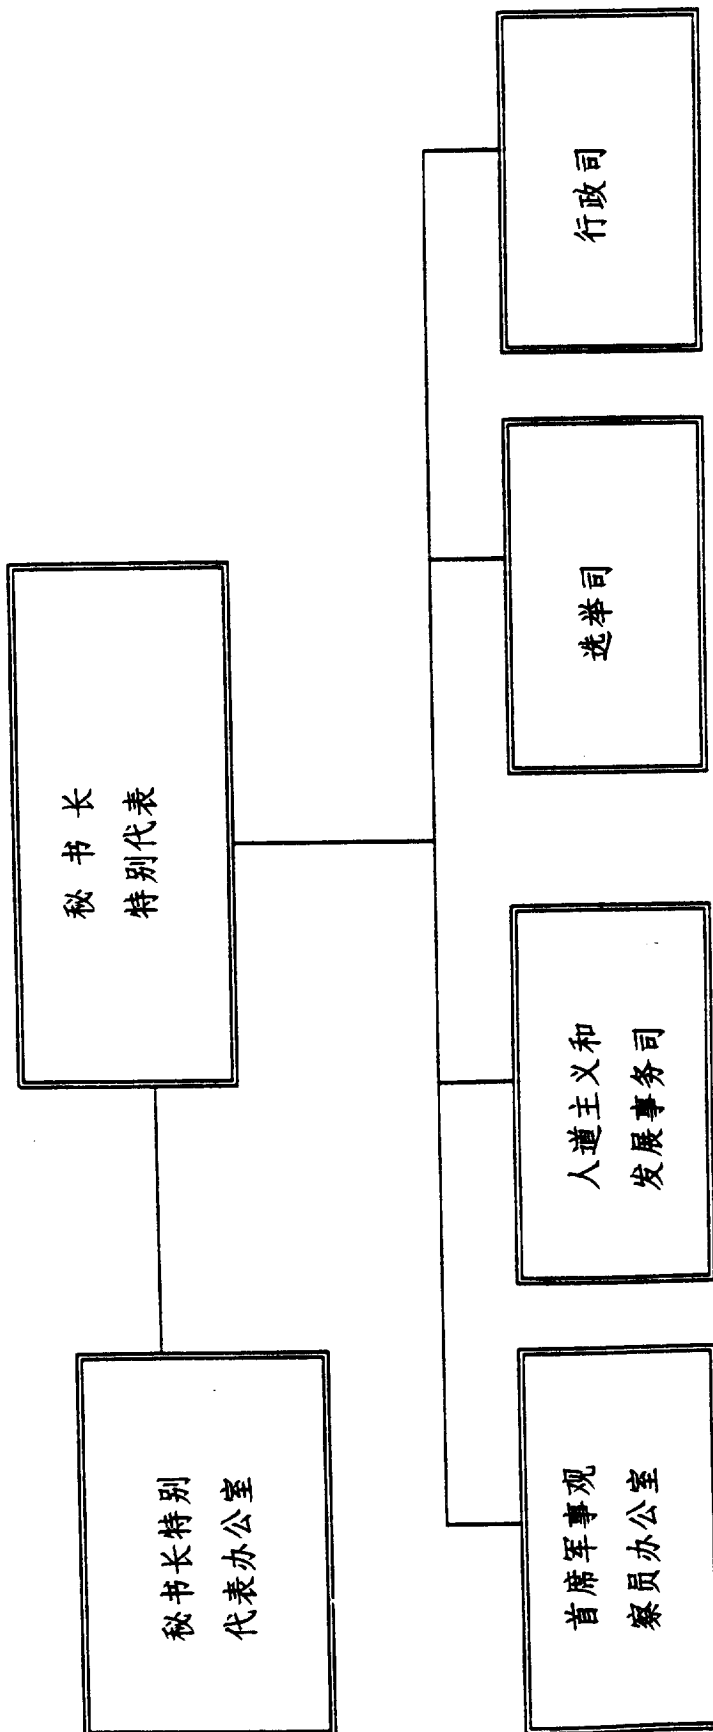 秘书长
特别代表
秘书长特别
代表办公室
首席军事观
察员办公室
人道主义和
发展事务司
选举司
行政司